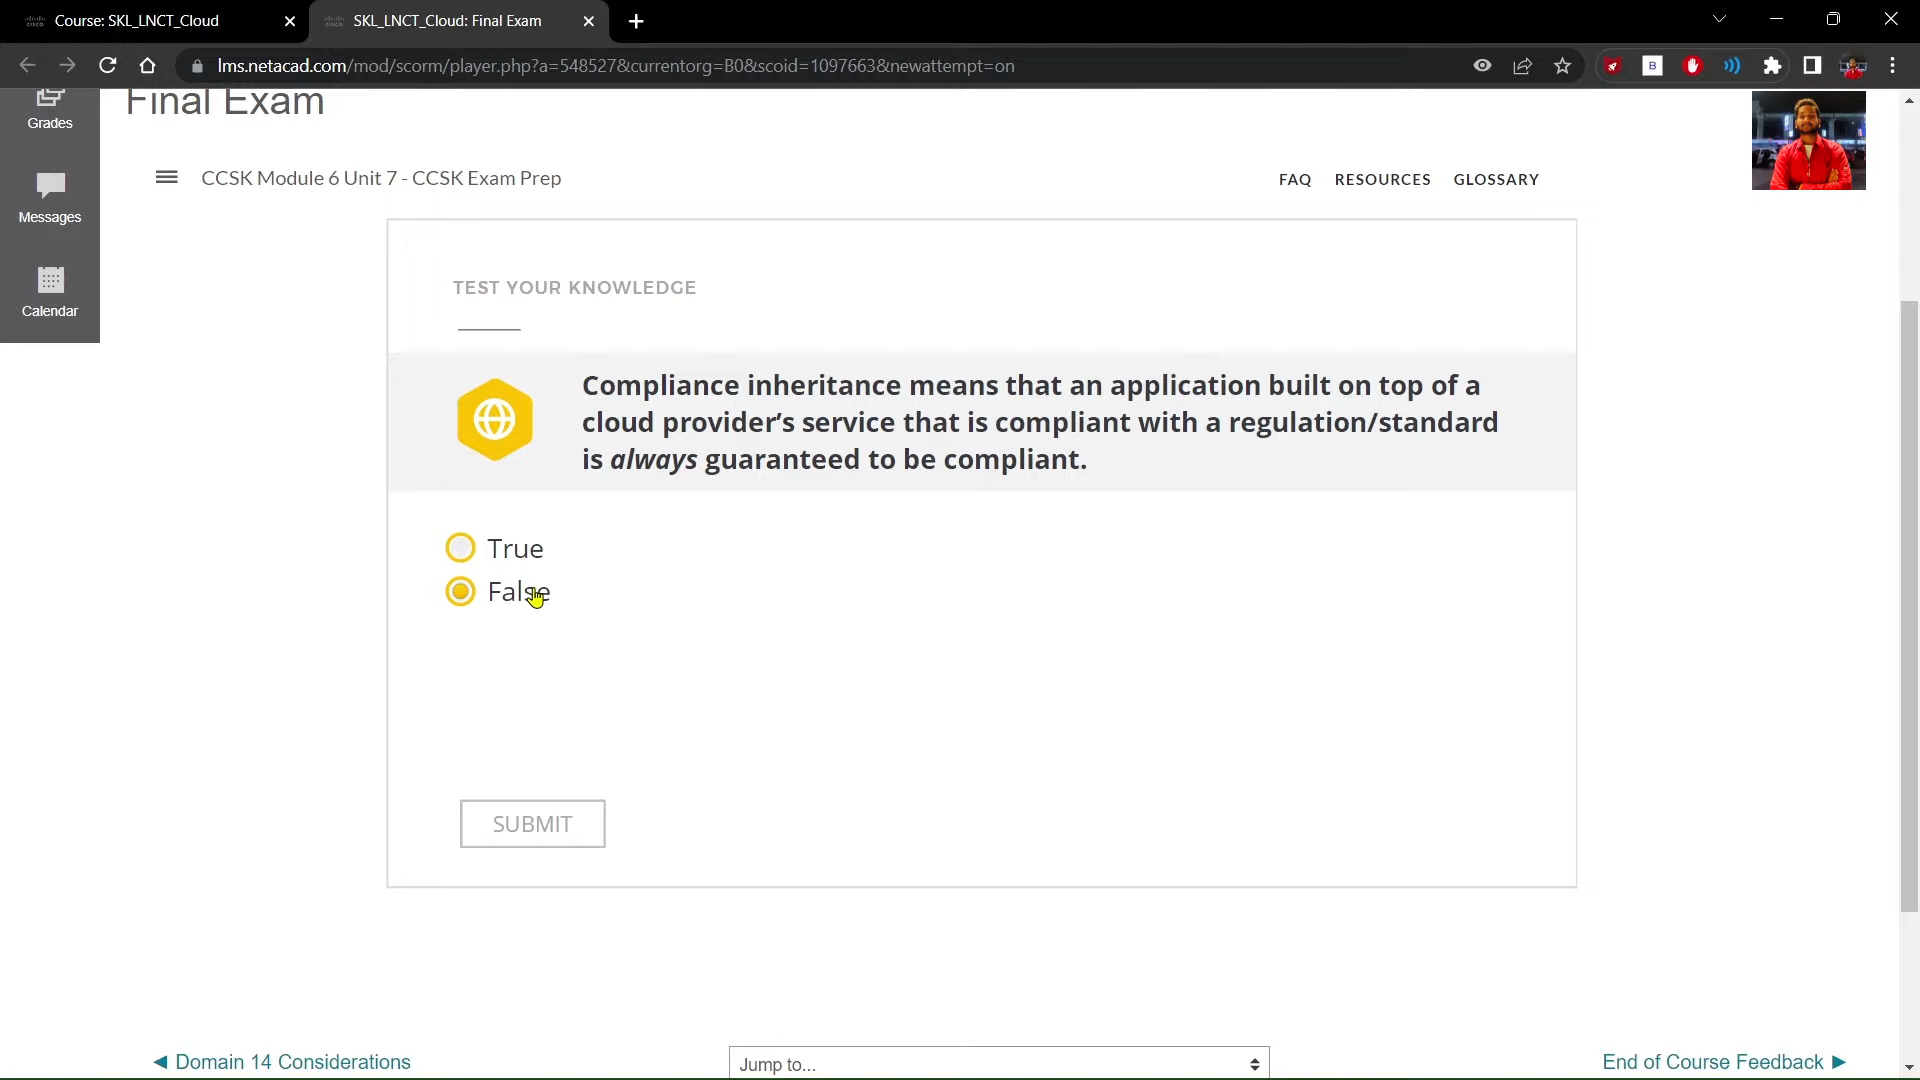 Course: SKL_LNCT_Cloud
SKL_LNCT_Cloud: Final Exam
lms.netacad.com/mod/scorm/player.php?a=548527&currentorg=B0&scoid=1097663&newattempt=on
B
Grades
Messages
Calendar
Final Exam
CCSK Module 6 Unit 7 - CCSK Exam Prep
FAQ RESOURCES GLOSSARY
TEST YOUR KNOWLEDGE
Compliance inheritance means that an application built on top of a
cloud provider’s service that is compliant with a regulation/standard
is always guaranteed to be compliant.
True
False
SUBMIT
◀ Domain 14 Considerations
Jump to...
End of Course Feedback ▶